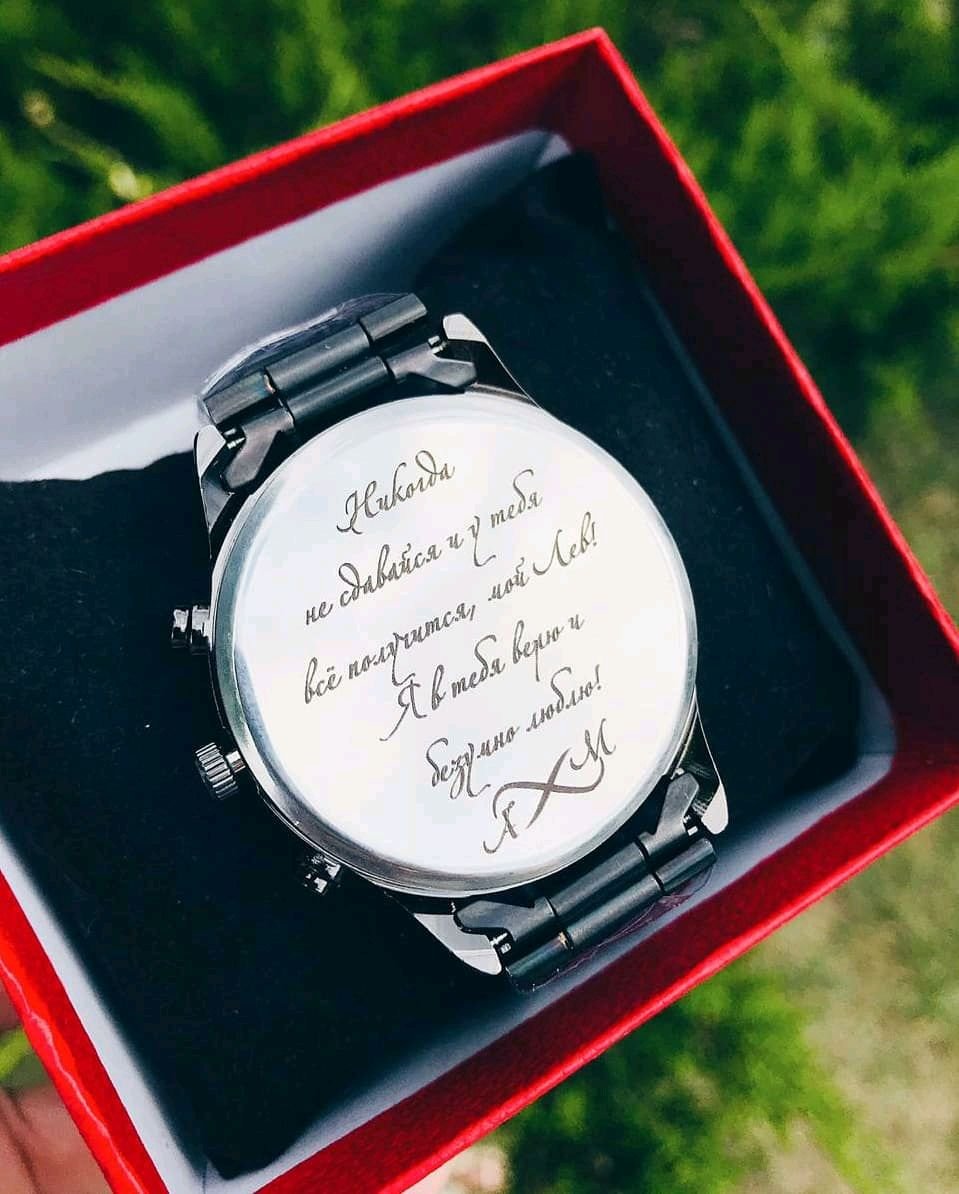 Никогда
не сдавайся и у тебя
всё получится, мой Лев!
Я в тебя верю и
безумно люблю!
Я М